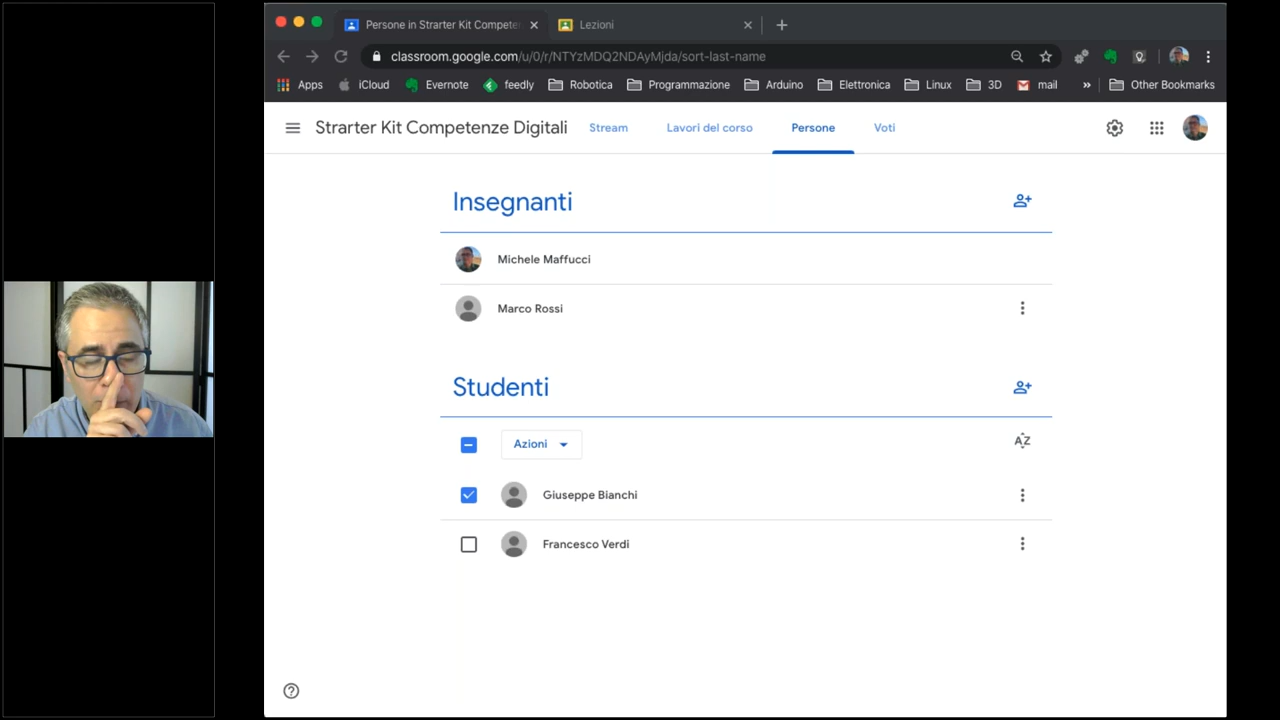 Persone in Strarter Kit Competen
Lezioni
classroom.google.com/u/0/r/NTYzMDQ2NDAyMjda/sort-last-name
Apps
iCloud
Evernote
feedly
Robotica
Programmazione
Arduino
Elettronica
Linux
3D
mail
»
Other Bookmarks
Strarter Kit Competenze Digitali
Stream
Lavori del corso
Persone
Voti
Insegnanti
Michele Maffucci
Marco Rossi
Studenti
Azioni
AZ
Giuseppe Bianchi
Francesco Verdi